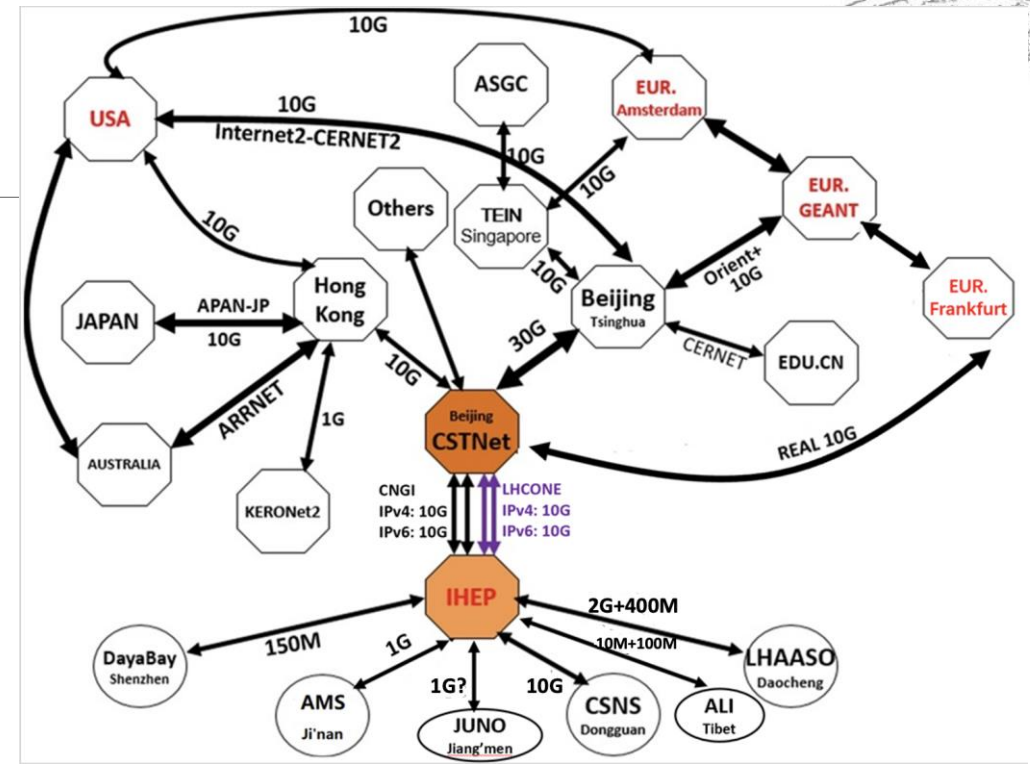 10G
ASGC
EUR.
Amsterdam
USA
10G
Internet2-CERNET2
10G
10G
EUR.
GEANT
Others
TEIN
Singapore
10G
10G
Orient+
10G
Hong
Kong
Beijing
Tsinghua
EUR.
Frankfurt
JAPAN
APAN-JP
10G
30G
CERNET
EDU.CN
10G
ARRNET
1G
Beijing
CSTNet
REAL 10G
AUSTRALIA
KERONet2
CNGI
IPv4: 10G
IPv6: 10G
LHCONE
IPv4: 10G
IPv6: 10G
IHEP
2G+400M
10M+100M
150M
1G
1G?
10G
DayaBay
Shenzhen
AMS
Ji'nan
JUNO
Jiang'men
CSNS
Dongguan
ALI
Tibet
LHAASO
Daocheng